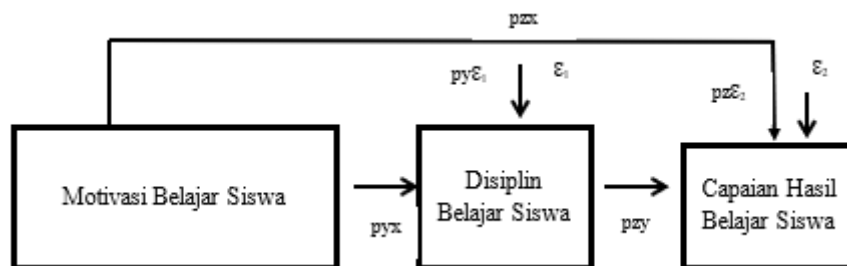 pzx
pyε₁
ε₁
ε₂
pzε₂
Motivasi Belajar Siswa
Disiplin
Belajar Siswa
Capaian Hasil
Belajar Siswa
pyx
pzy